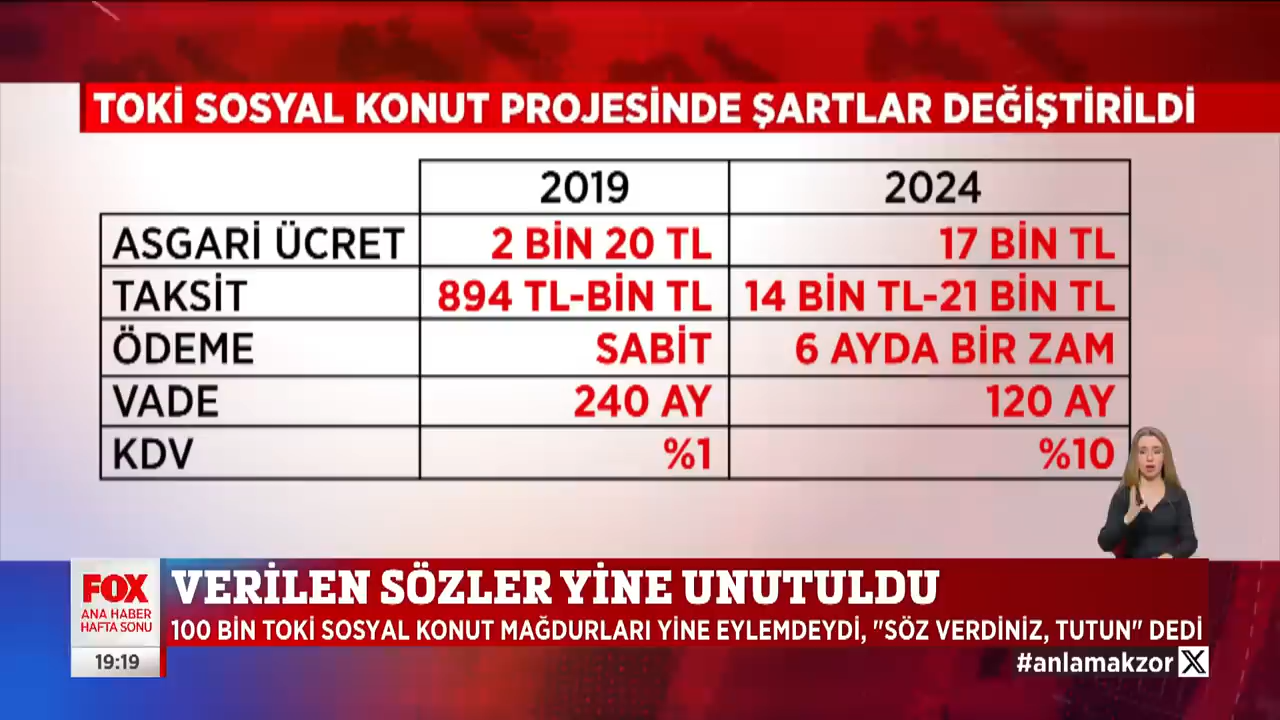 TOKİ SOSYAL KONUT PROJESİNDE ŞARTLAR DEĞİŞTİRİLDİ
2019 2024
ASGARİ ÜCRET 2 BİN 20 TL 17 BİN TL
TAKSİT 894 TL-BİN TL 14 BİN TL-21 BİN TL
ÖDEME SABİT 6 AYDA BİR ZAM
VADE 240 AY 120 AY
KDV %1 %10
FOX
ANA HABER
HAFTA SONU
19:19
VERİLEN SÖZLER YİNE UNUTULDU
100 BİN TOKİ SOSYAL KONUT MAĞDURLARI YİNE EYLEMDEYDİ, "SÖZ VERDİNİZ, TUTUN" DEDİ
#anlamakzor X